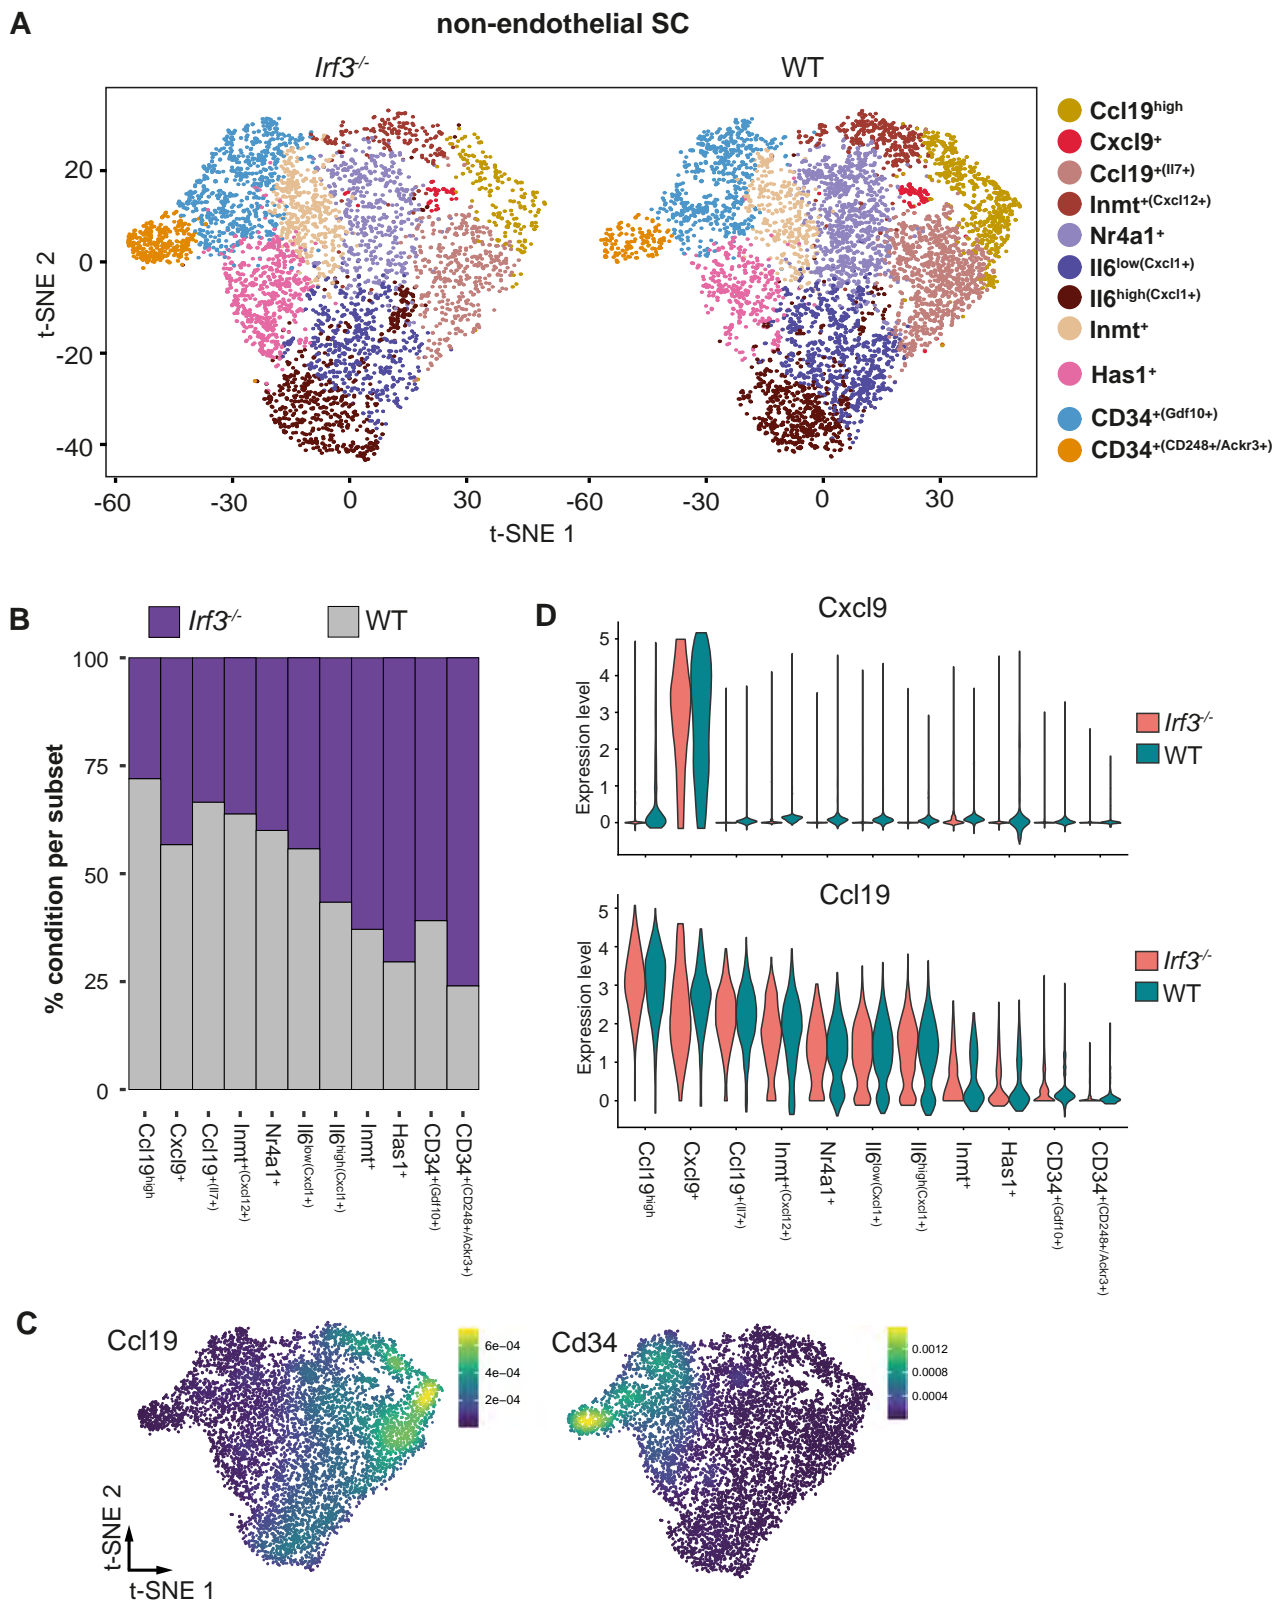 A
non-endothelial SC
Irf3-/-
WT
20
0
-20
-40
t-SNE 2
-60
-30
0
30
-60
-30
0
30
t-SNE 1
Ccl19high
Cxcl9+
Ccl19+(Il7+)
Inmt+(Cxcl12+)
Nr4a1+
Il6low(Cxcl1+)
Il6high(Cxcl1+)
Inmt+
Has1+
CD34+(Gdf10+)
CD34+(CD248+/Ackr3+)
B
Irf3-/-
WT
100
75
50
25
0
% condition per subset
Ccl19high
Cxcl9+
Ccl19+(Il7+)
Inmt+(Cxcl12+)
Nr4a1+
Il6low(Cxcl1+)
Il6high(Cxcl1+)
Inmt+
Has1+
CD34+(Gdf10+)
CD34+(CD248+/Ackr3+)
D
Cxcl9
5
4
3
2
1
0
Expression level
Irf3-/-
WT
Ccl19
5
4
3
2
1
0
Expression level
Irf3-/-
WT
Ccl19high
Cxcl9+
Ccl19+(Il7+)
Inmt+(Cxcl12+)
Nr4a1+
Il6low(Cxcl1+)
Il6high(Cxcl1+)
Inmt+
Has1+
CD34+(Gdf10+)
CD34+(CD248+/Ackr3+)
C
Ccl19
6e−04
4e−04
2e−04
Cd34
0.0012
0.0008
0.0004
t-SNE 2
t-SNE 1